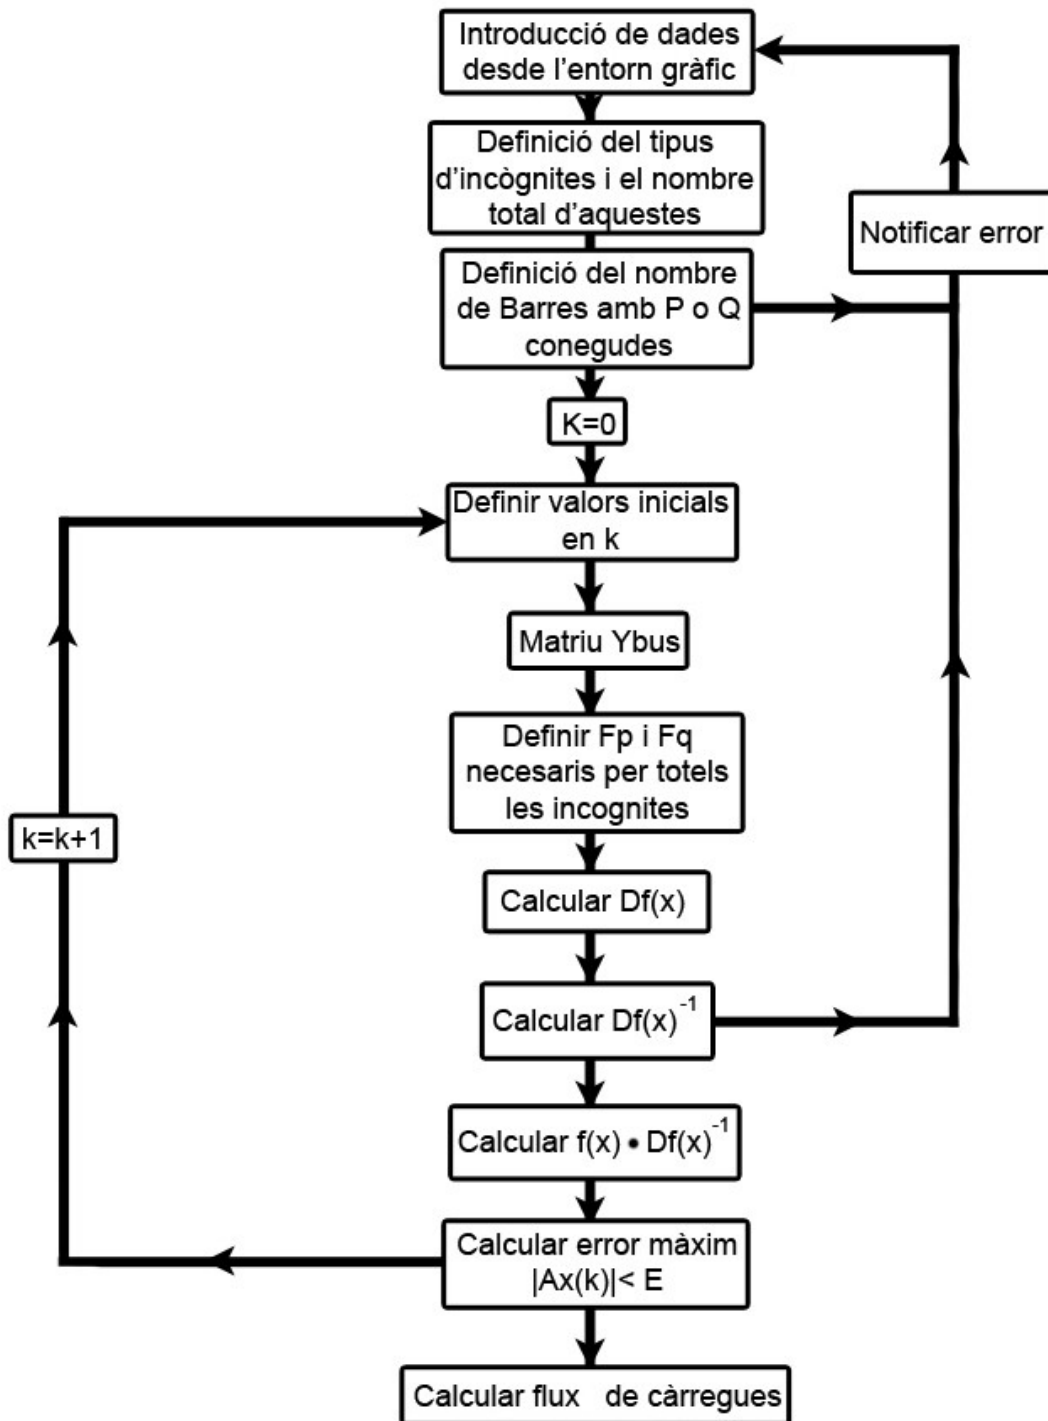 Introducció de dades
desde l'entorn gràfic
Definició del tipus
d'incògnites i el nombre
total d'aquestes
Notificar error
Definició del nombre
de Barres amb P o Q
conegudes
K=0
Definir valors inicials
en k
Matriu Ybus
Definir Fp i Fq
necesaris per totels
les incognites
k=k+1
Calcular Df(x)
Calcular Df(x)⁻¹
Calcular f(x) • Df(x)⁻¹
Calcular error màxim
|Ax(k)|< E
Calcular flux de càrregues